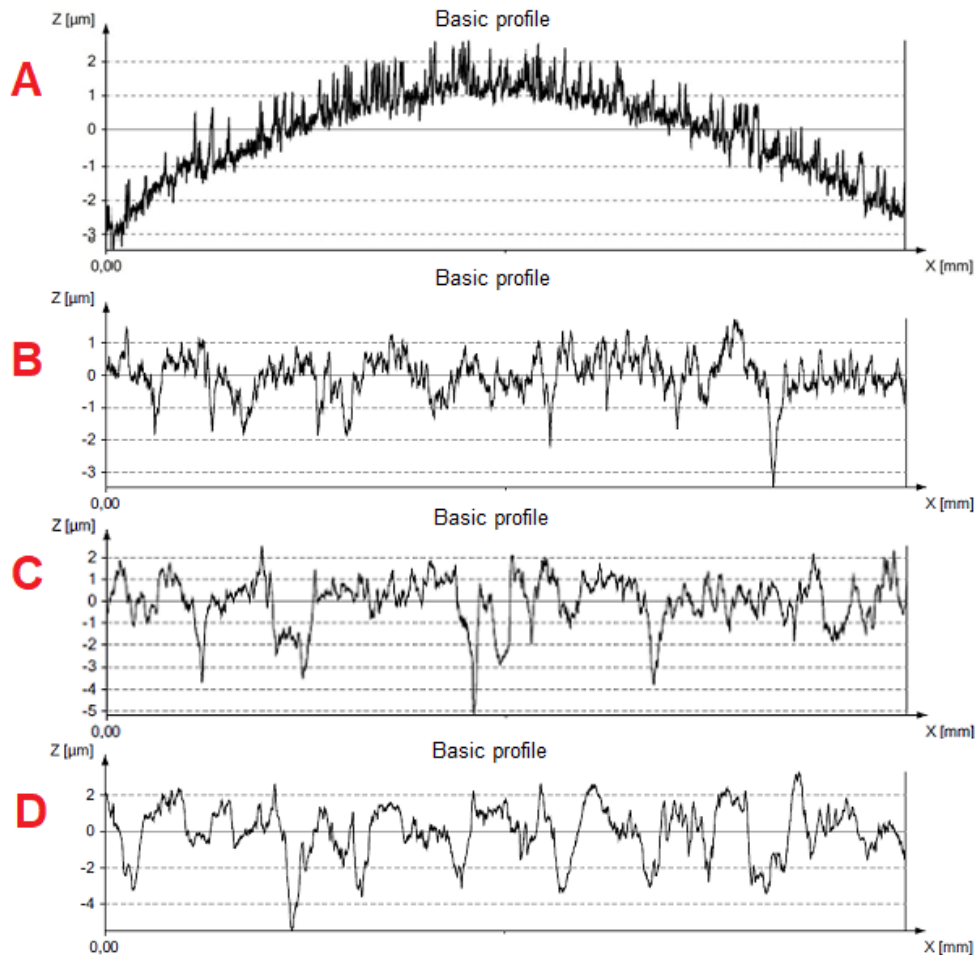 Z [µm]
Basic profile
A
2
1
0
-1
-2
-3
0,00
X [mm]
Z [µm]
Basic profile
B
1
0
-1
-2
-3
0,00
X [mm]
Z [µm]
Basic profile
C
2
1
0
-1
-2
-3
-4
-5
0,00
X [mm]
Z [µm]
Basic profile
D
2
0
-2
-4
0,00
X [mm]